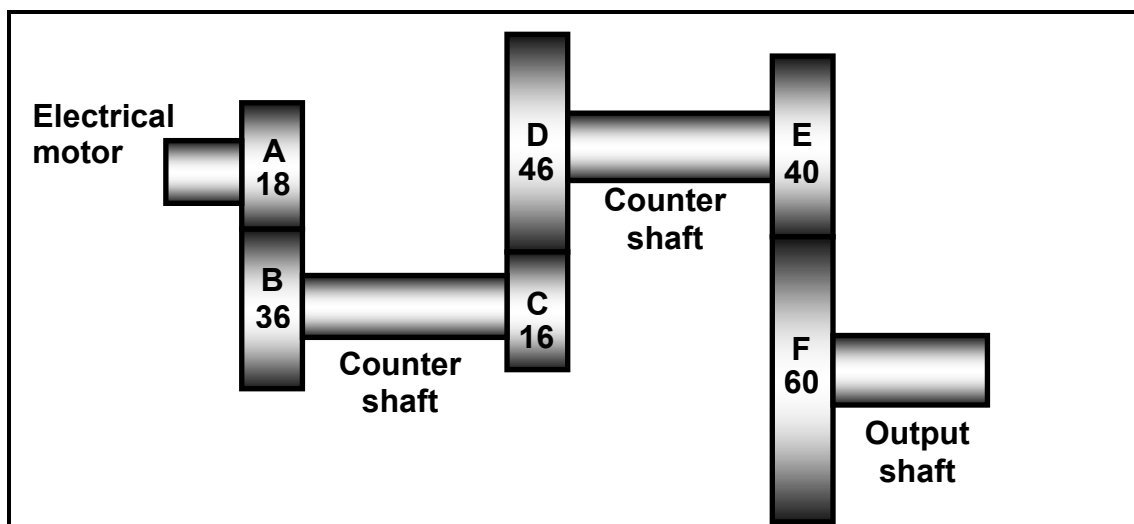 Electrical
motor
A
18
B
36
Counter
shaft
D
46
C
16
Counter
shaft
E
40
F
60
Output
shaft